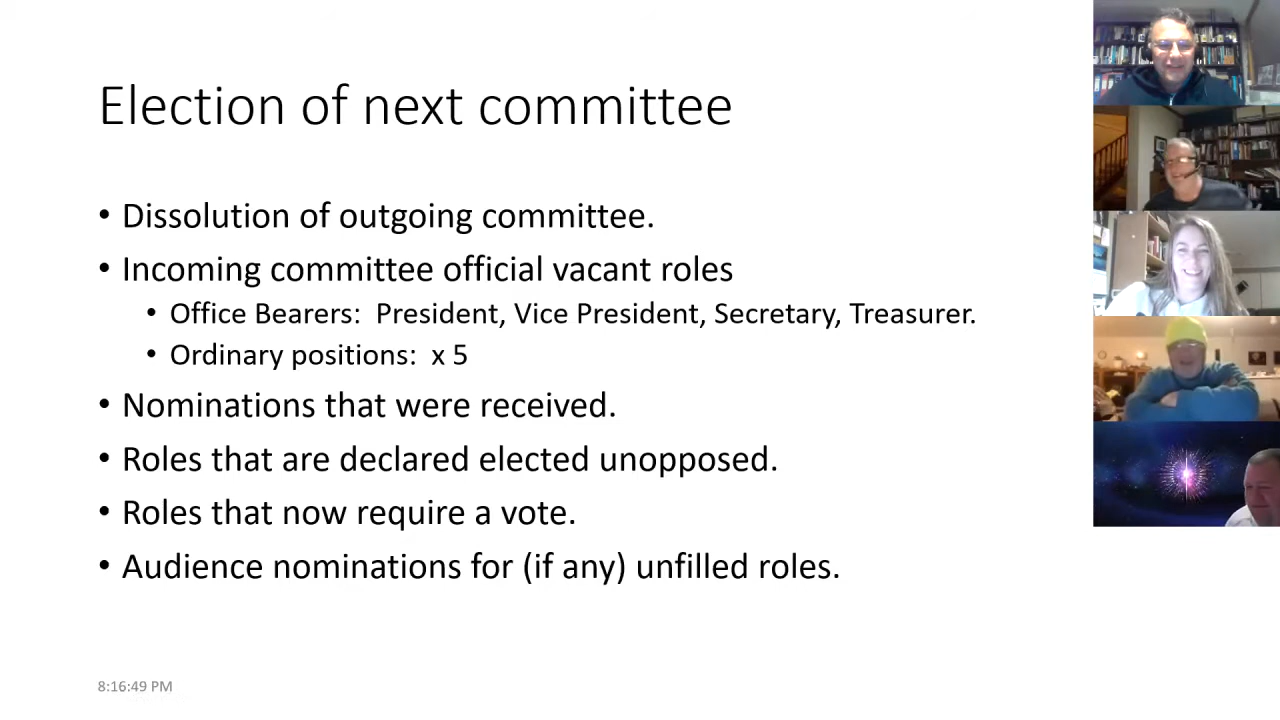 Election of next committee
• Dissolution of outgoing committee.
• Incoming committee official vacant roles
• Office Bearers:  President, Vice President, Secretary, Treasurer.
• Ordinary positions:  x 5
• Nominations that were received.
• Roles that are declared elected unopposed.
• Roles that now require a vote.
• Audience nominations for (if any) unfilled roles.
8:16:49 PM